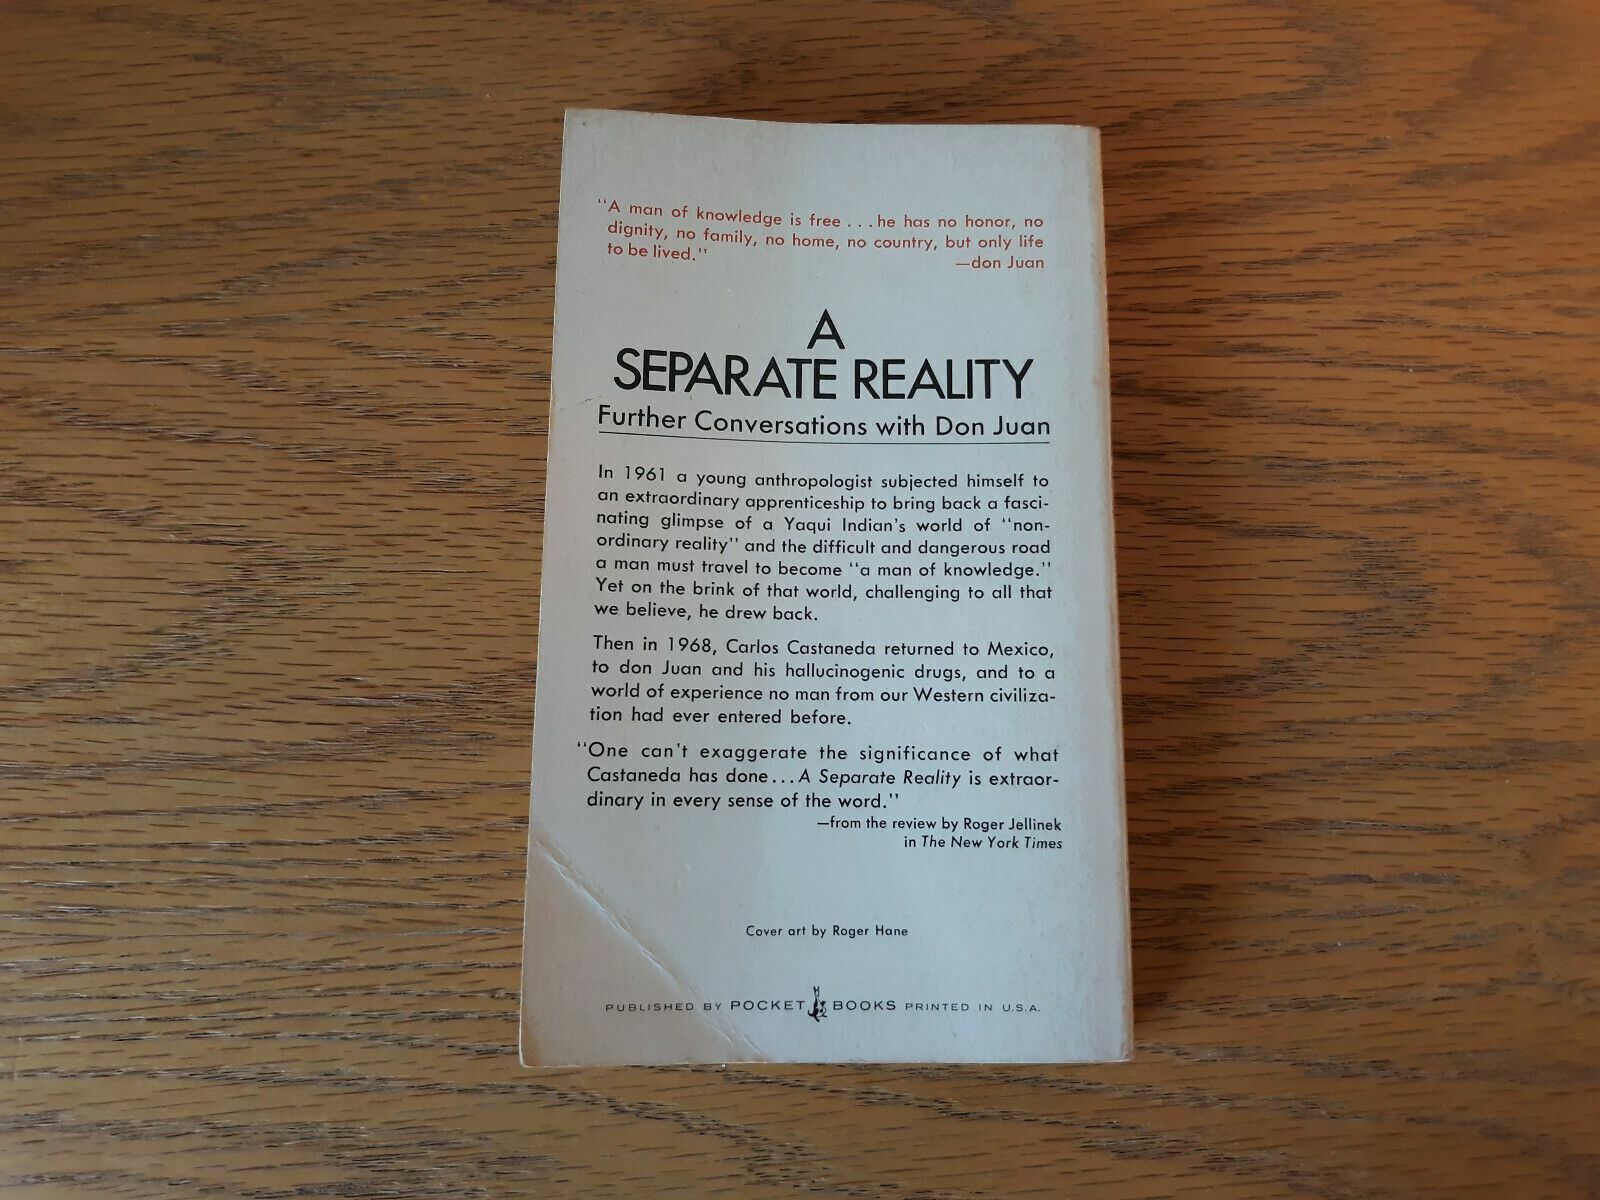 "A man of knowledge is free . . . he has no honor, no
dignity, no family, no home, no country, but only life
to be lived."
—don Juan
A
SEPARATE REALITY
Further Conversations with Don Juan
In 1961 a young anthropologist subjected himself to
an extraordinary apprenticeship to bring back a fasci-
nating glimpse of a Yaqui Indian's world of "non-
ordinary reality" and the difficult and dangerous road
a man must travel to become "a man of knowledge."
Yet on the brink of that world, challenging to all that
we believe, he drew back.
Then in 1968, Carlos Castaneda returned to Mexico,
to don Juan and his hallucinogenic drugs, and to a
world of experience no man from our Western civiliza-
tion had ever entered before.
"One can't exaggerate the significance of what
Castaneda has done... A Separate Reality is extraor-
dinary in every sense of the word."
—from the review by Roger Jellinek
in The New York Times
Cover art by Roger Hane
PUBLISHED BY POCKET BOOKS PRINTED IN U.S.A.